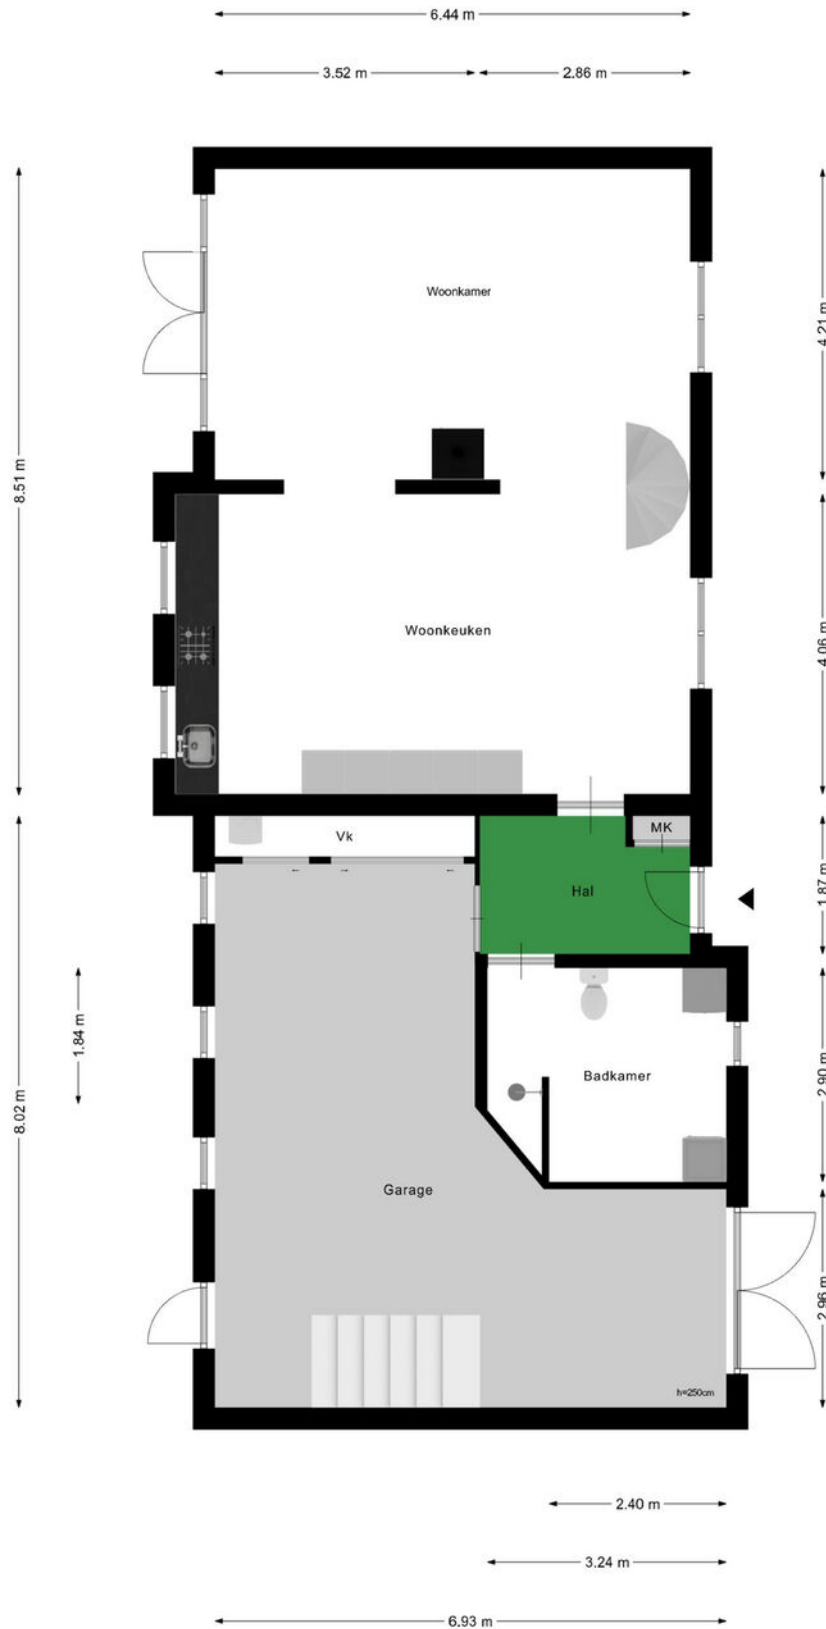 6.44 m
3.52 m
2.86 m
Woonkamer
4.21 m
8.51 m
Woonkeuken
4.06 m
MK
Vk
Hal
1.87 m
1.84 m
Badkamer
2.90 m
8.02 m
Garage
2.96 m
h=250cm
2.40 m
3.24 m
6.93 m